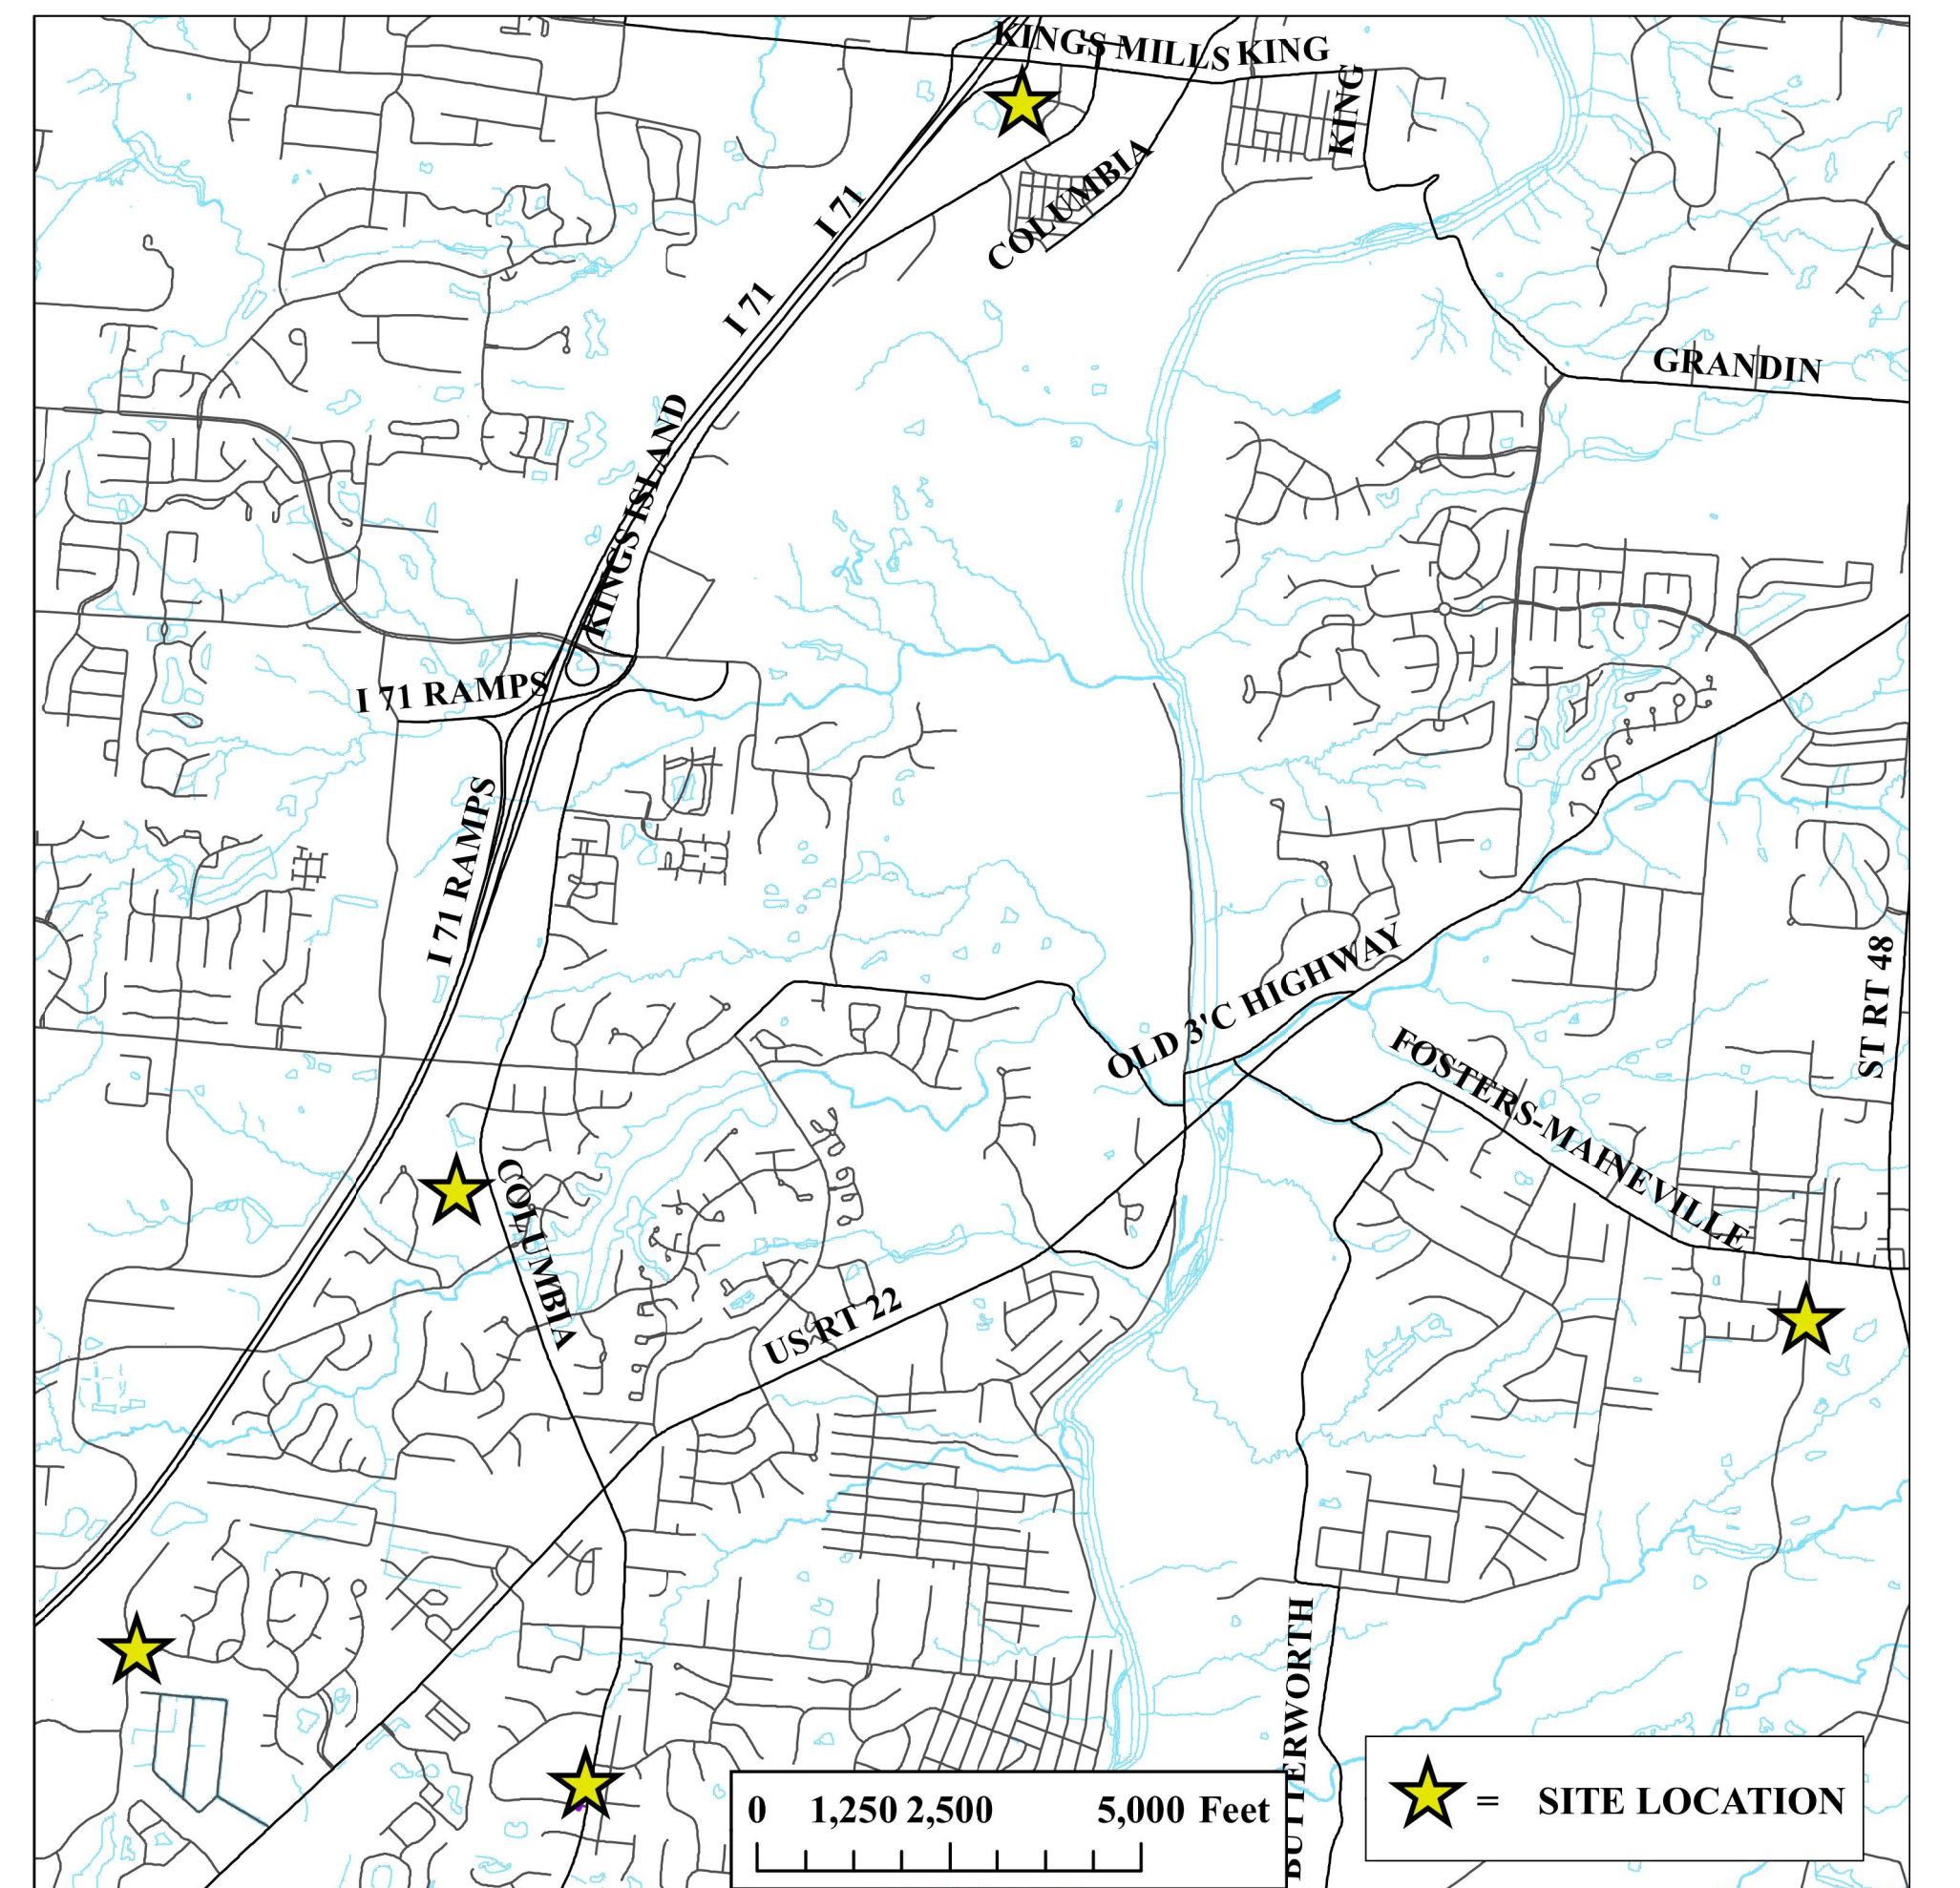 KINGS MILLS KING
KING
COLUMBIA
I 71
I 71
GRANDIN
KINGS ISLAND
I 71 RAMPS
I 71 RAMPS
OLD 3'C HIGHWAY
ST RT 48
FOSTERS-MAINEVILLE
COLUMBIA
US RT 22
BUTTERWORTH
0 1,250 2,500 5,000 Feet
= SITE LOCATION